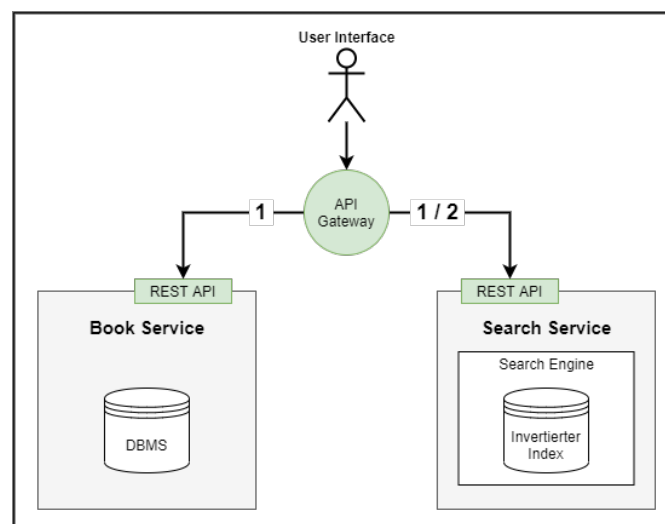 User Interface
API
Gateway
1
1 / 2
REST API
REST API
Book Service
Search Service
Search Engine
DBMS
Invertierter
Index